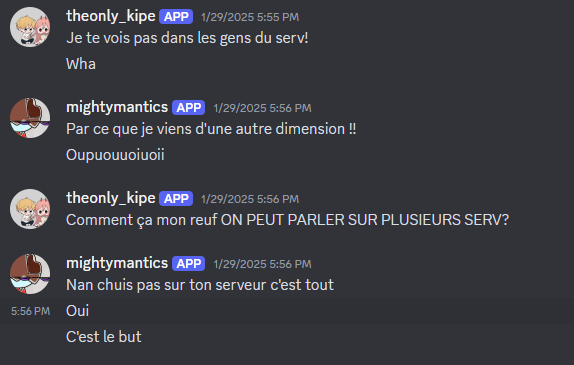 theonly_kipe APP 1/29/2025 5:55 PM
Je te vois pas dans les gens du serv!
Wha
mightymantics APP 1/29/2025 5:56 PM
Par ce que je viens d'une autre dimension !!
Oupuouuoiuoii
theonly_kipe APP 1/29/2025 5:56 PM
Comment ça mon reuf ON PEUT PARLER SUR PLUSIEURS SERV?
mightymantics APP 1/29/2025 5:56 PM
Nan chuis pas sur ton serveur c'est tout
5:56 PM Oui
C'est le but